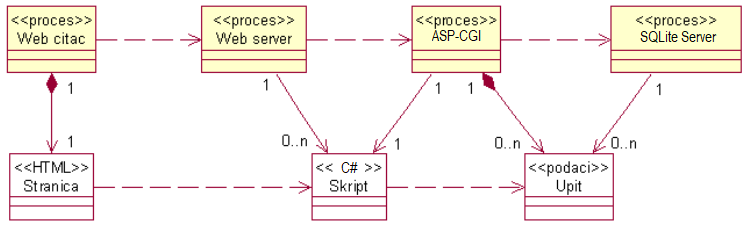 <<proces>>
Web citac
<<proces>>
Web server
<<proces>>
ASP-CGI
<<proces>>
SQLite Server
1
1
1
1
1
1
0..n
1
0..n
0..n
<<HTML>>
Stranica
<< C# >>
Skript
<<podaci>>
Upit